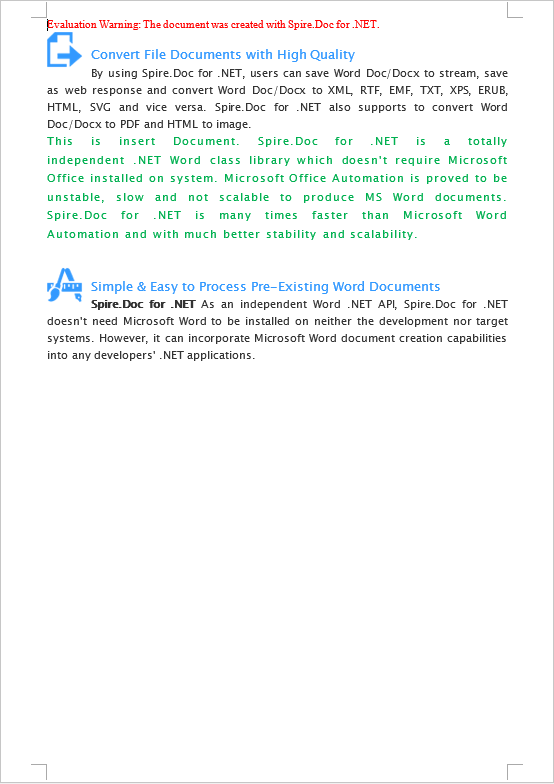 Evaluation Warning: The document was created with Spire.Doc for .NET.
Convert File Documents with High Quality
By using Spire.Doc for .NET, users can save Word Doc/Docx to stream, save
as web response and convert Word Doc/Docx to XML, RTF, EMF, TXT, XPS, ERUB,
HTML, SVG and vice versa. Spire.Doc for .NET also supports to convert Word
Doc/Docx to PDF and HTML to image.
This is insert Document. Spire.Doc for .NET is a totally
independent .NET Word class library which doesn't require Microsoft
Office installed on system. Microsoft Office Automation is proved to be
unstable, slow and not scalable to produce MS Word documents.
Spire.Doc for .NET is many times faster than Microsoft Word
Automation and with much better stability and scalability.
Simple & Easy to Process Pre-Existing Word Documents
Spire.Doc for .NET As an independent Word .NET API, Spire.Doc for .NET
doesn't need Microsoft Word to be installed on neither the development nor target
systems. However, it can incorporate Microsoft Word document creation capabilities
into any developers' .NET applications.